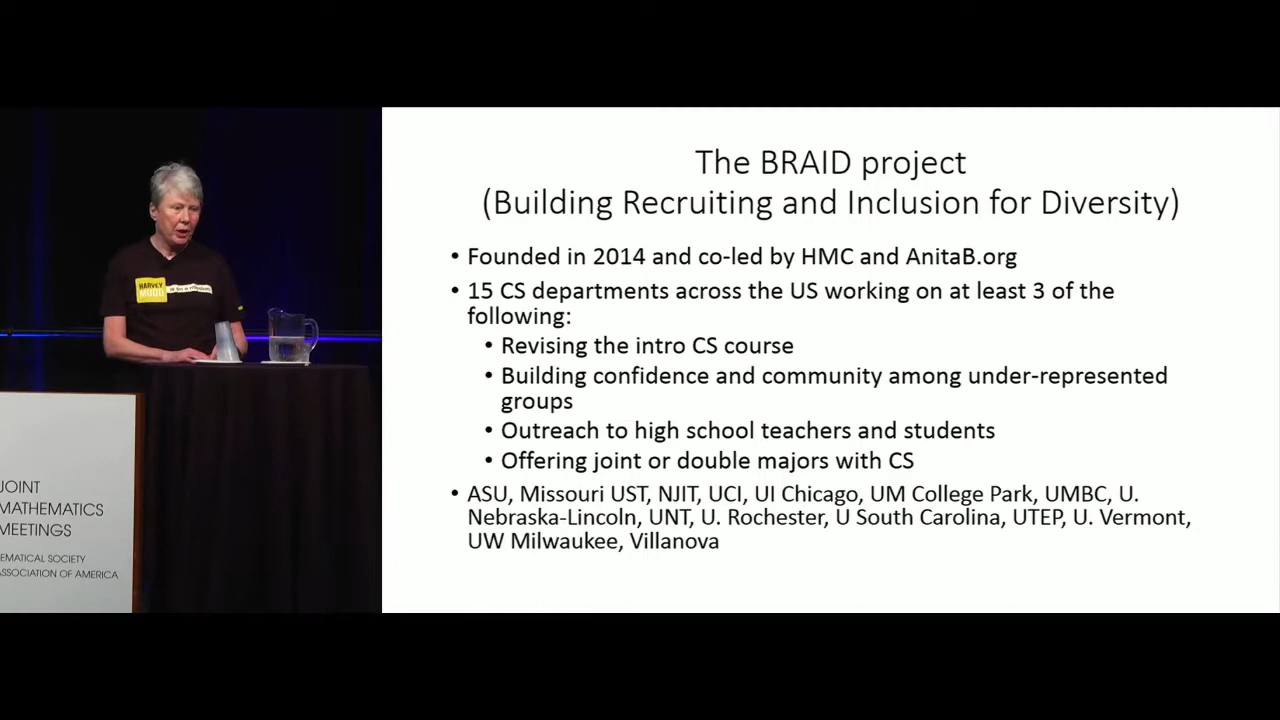 The BRAID project
(Building Recruiting and Inclusion for Diversity)
• Founded in 2014 and co-led by HMC and AnitaB.org
• 15 CS departments across the US working on at least 3 of the
following:
• Revising the intro CS course
• Building confidence and community among under-represented
groups
• Outreach to high school teachers and students
• Offering joint or double majors with CS
• ASU, Missouri UST, NJIT, UCI, UI Chicago, UM College Park, UMBC, U.
Nebraska-Lincoln, UNT, U. Rochester, U South Carolina, UTEP, U. Vermont,
UW Milwaukee, Villanova
HARVEY
MUDD
JOINT
MATHEMATICS
MEETINGS
EMATICAL SOCIETY
ASSOCIATION OF AMERICA